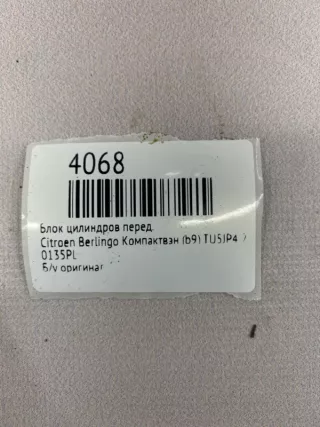 4068
Блок цилиндров перед.
Citroen Berlingo Компактвэн (b9) TU5JP4
0135PL
Б/у оригинал